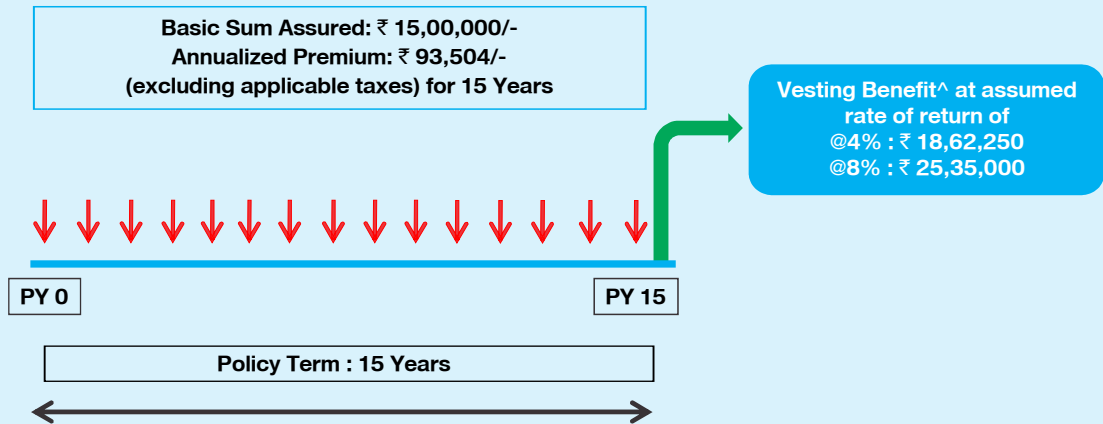 Basic Sum Assured: ₹ 15,00,000/-
Annualized Premium: ₹ 93,504/-
(excluding applicable taxes) for 15 Years
Vesting Benefit^ at assumed
rate of return of
@4% : ₹ 18,62,250
@8% : ₹ 25,35,000
PY 0
PY 15
Policy Term : 15 Years